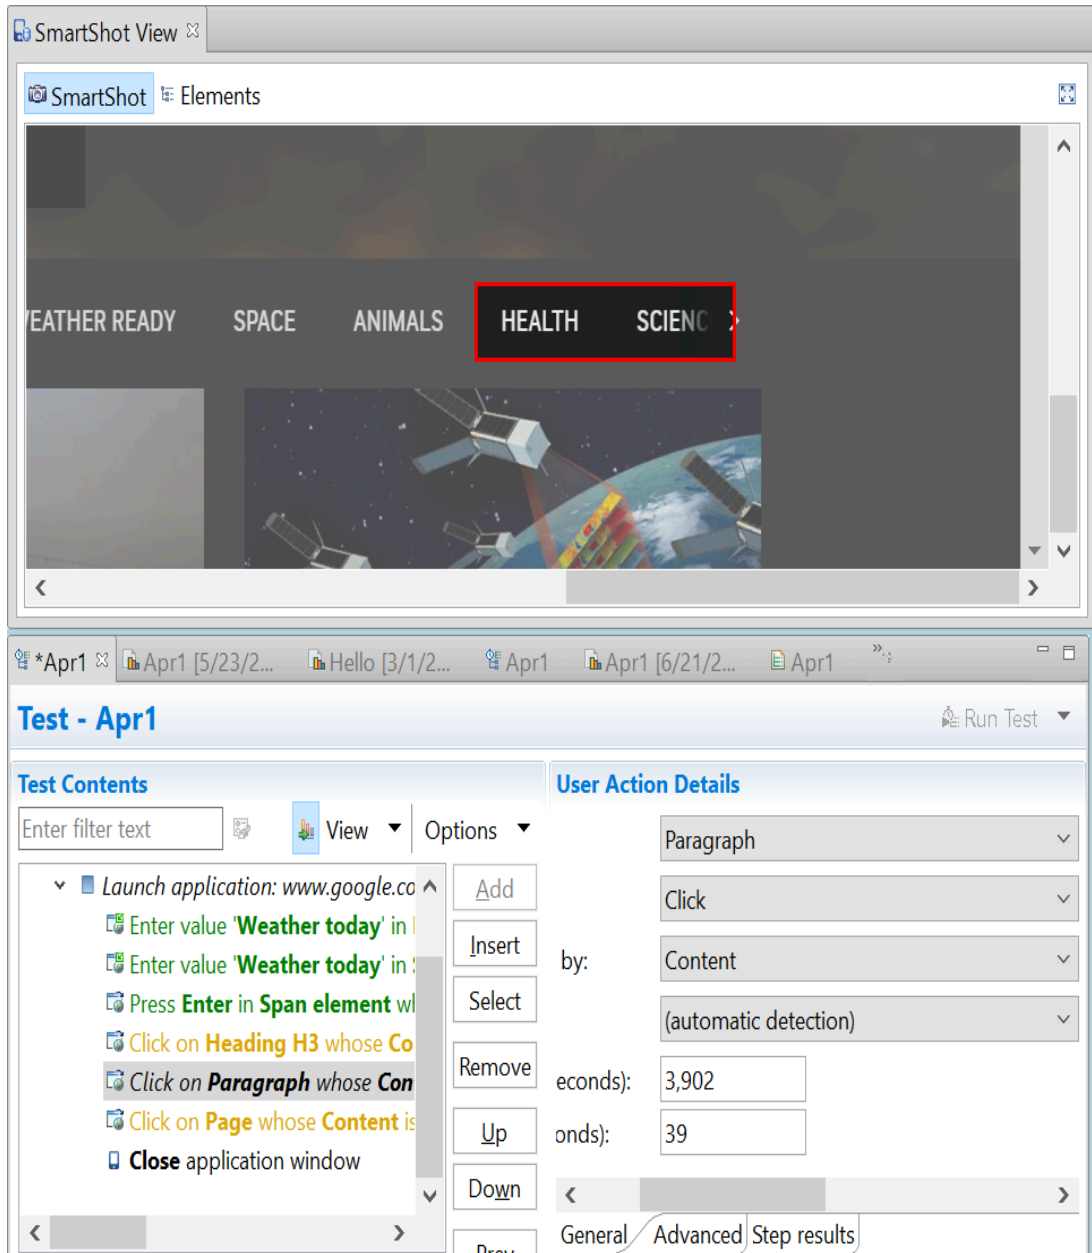 SmartShot View
SmartShot Elements
EATHER READY SPACE ANIMALS HEALTH SCIENC
*Apr1 Apr1 [5/23/2... Hello [3/1/2... Apr1 Apr1 [6/21/2... Apr1
Test - Apr1 Run Test
Test Contents
Enter filter text View Options
Launch application: www.google.co
Enter value 'Weather today' in
Enter value 'Weather today' in
Press Enter in Span element wh
Click on Heading H3 whose Co
Click on Paragraph whose Con
Click on Page whose Content is
Close application window
Add
Insert
Select
Remove
Up
Down
Prev
User Action Details
Paragraph
Click
by: Content
(automatic detection)
econds): 3,902
onds): 39
General Advanced Step results